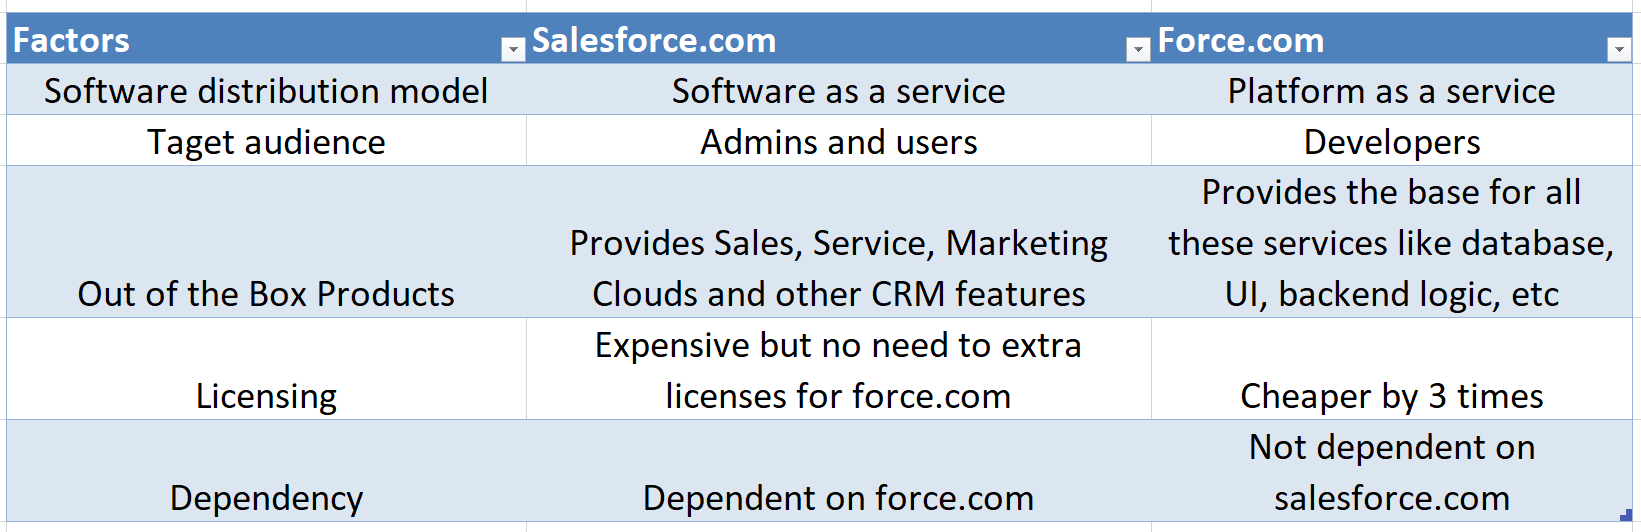 Factors Salesforce.com Force.com
Software distribution model Software as a service Platform as a service
Taget audience Admins and users Developers
Out of the Box Products
Provides Sales, Service, Marketing
Clouds and other CRM features
Provides the base for all
these services like database,
UI, backend logic, etc
Licensing
Expensive but no need to extra
licenses for force.com
Cheaper by 3 times
Dependency
Dependent on force.com
Not dependent on
salesforce.com